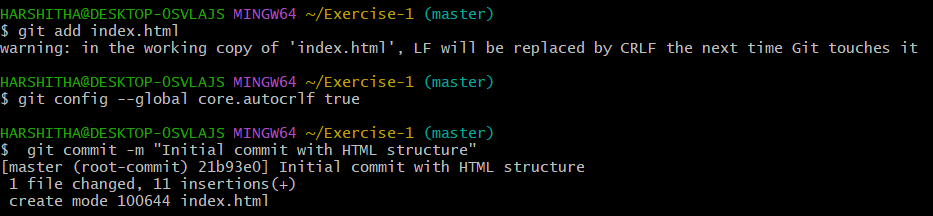 HARSHITHA@DESKTOP-OSVLAJS MINGW64 ~/Exercise-1 (master)
$ git add index.html
warning: in the working copy of 'index.html', LF will be replaced by CRLF the next time Git touches it
HARSHITHA@DESKTOP-OSVLAJS MINGW64 ~/Exercise-1 (master)
$ git config --global core.autocrlf true
HARSHITHA@DESKTOP-OSVLAJS MINGW64 ~/Exercise-1 (master)
$  git commit -m "Initial commit with HTML structure"
[master (root-commit) 21b93e0] Initial commit with HTML structure
 1 file changed, 11 insertions(+)
 create mode 100644 index.html